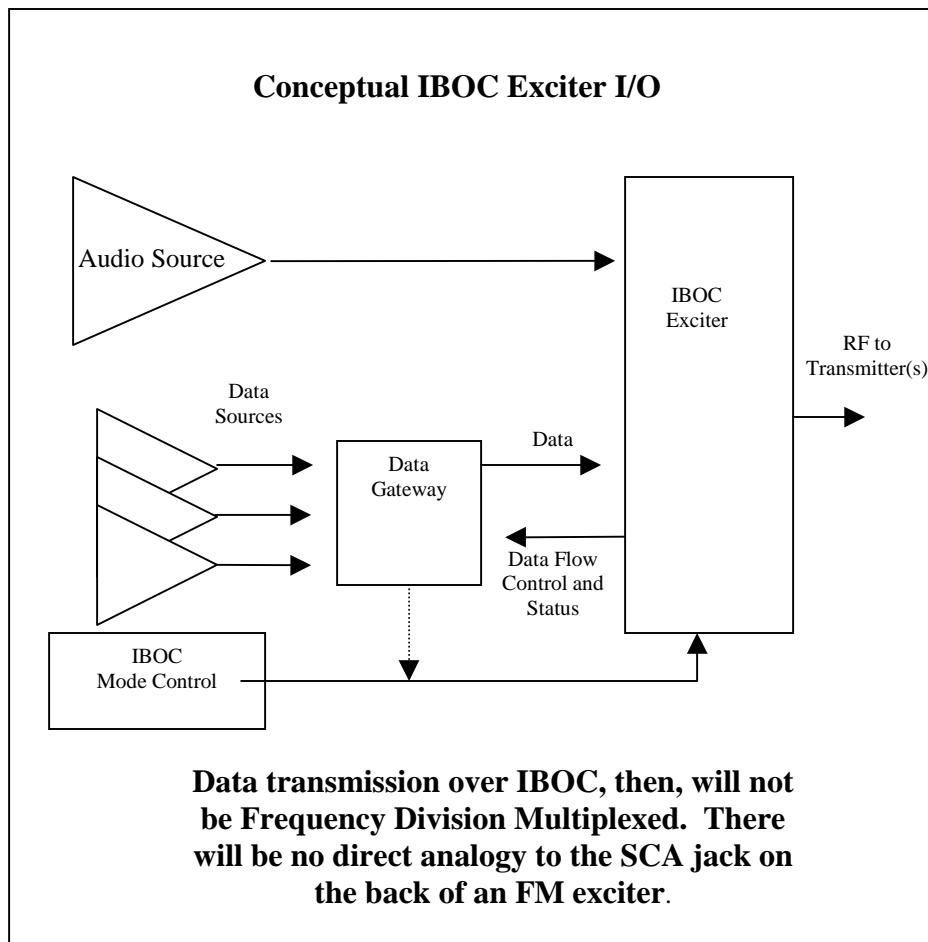 Conceptual IBOC Exciter I/O
Audio Source
IBOC
Exciter
RF to
Transmitter(s)
Data
Sources
Data
Gateway
Data
Data Flow
Control and
Status
IBOC
Mode Control
Data transmission over IBOC, then, will not
be Frequency Division Multiplexed.  There
will be no direct analogy to the SCA jack on
the back of an FM exciter.